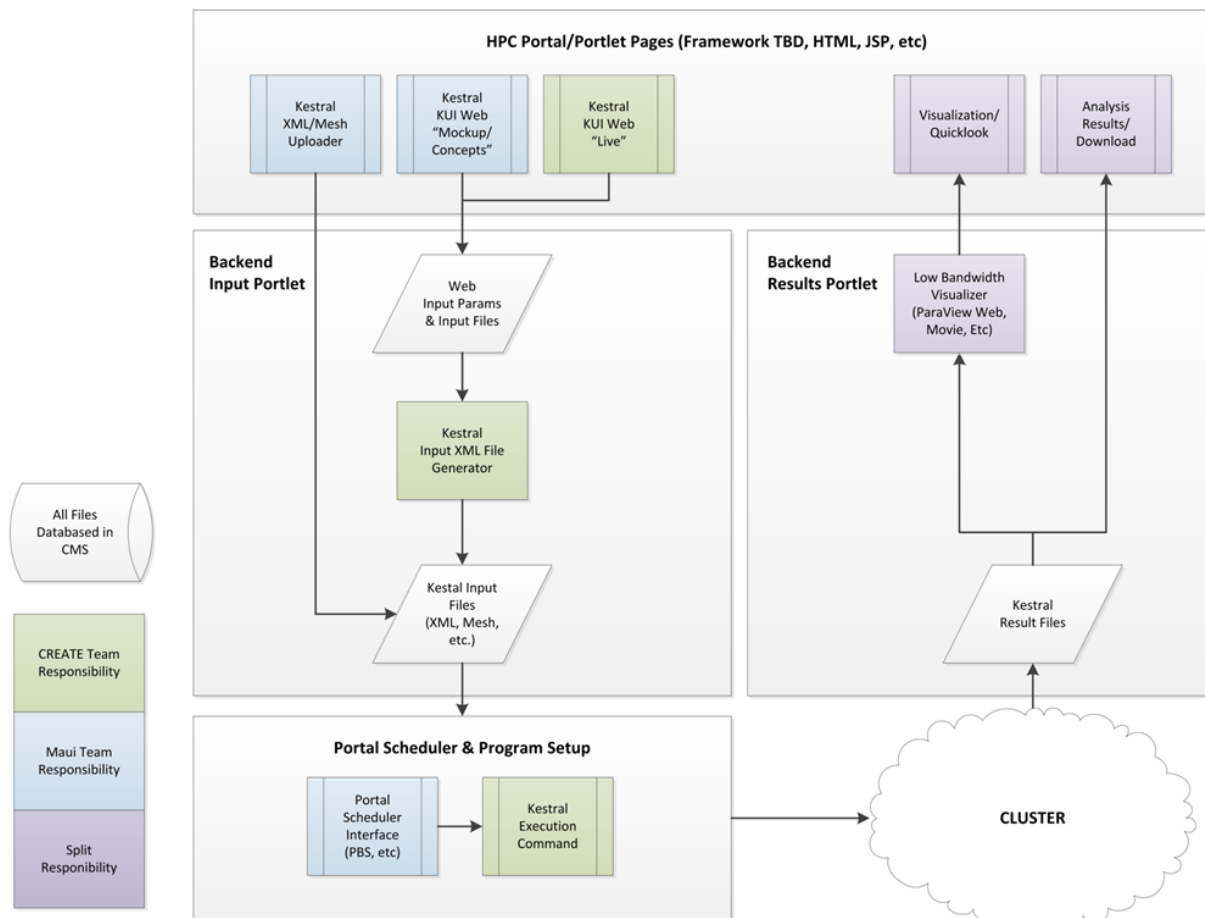 HPC Portal/Portlet Pages (Framework TBD, HTML, JSP, etc)
Kestral
XML/Mesh
Uploader
Kestral
KUI Web
“Mockup/
Concepts”
Kestral
KUI Web
“Live”
Visualization/
Quicklook
Analysis
Results/
Download
Backend
Input Portlet
Web
Input Params
& Input Files
Kestral
Input XML File
Generator
Kestal Input
Files
(XML, Mesh,
etc.)
Backend
Results Portlet
Low Bandwidth
Visualizer
(ParaView Web,
Movie, Etc)
Kestral
Result Files
All Files
Databased in
CMS
CREATE Team
Responsibility
Maui Team
Responsibility
Split
Responibility
Portal Scheduler & Program Setup
Portal
Scheduler
Interface
(PBS, etc)
Kestral
Execution
Command
CLUSTER